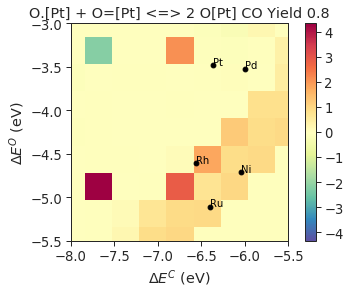 O.[Pt] + O=[Pt] <=> 2 O[Pt] CO Yield 0.8
−3.0
−3.5
−4.0
−4.5
−5.0
−5.5
ΔE^O (eV)
Pt
Pd
Rh
Ni
Ru
−8.0 −7.5 −7.0 −6.5 −6.0 −5.5
ΔE^C (eV)
4
3
2
1
0
−1
−2
−3
−4